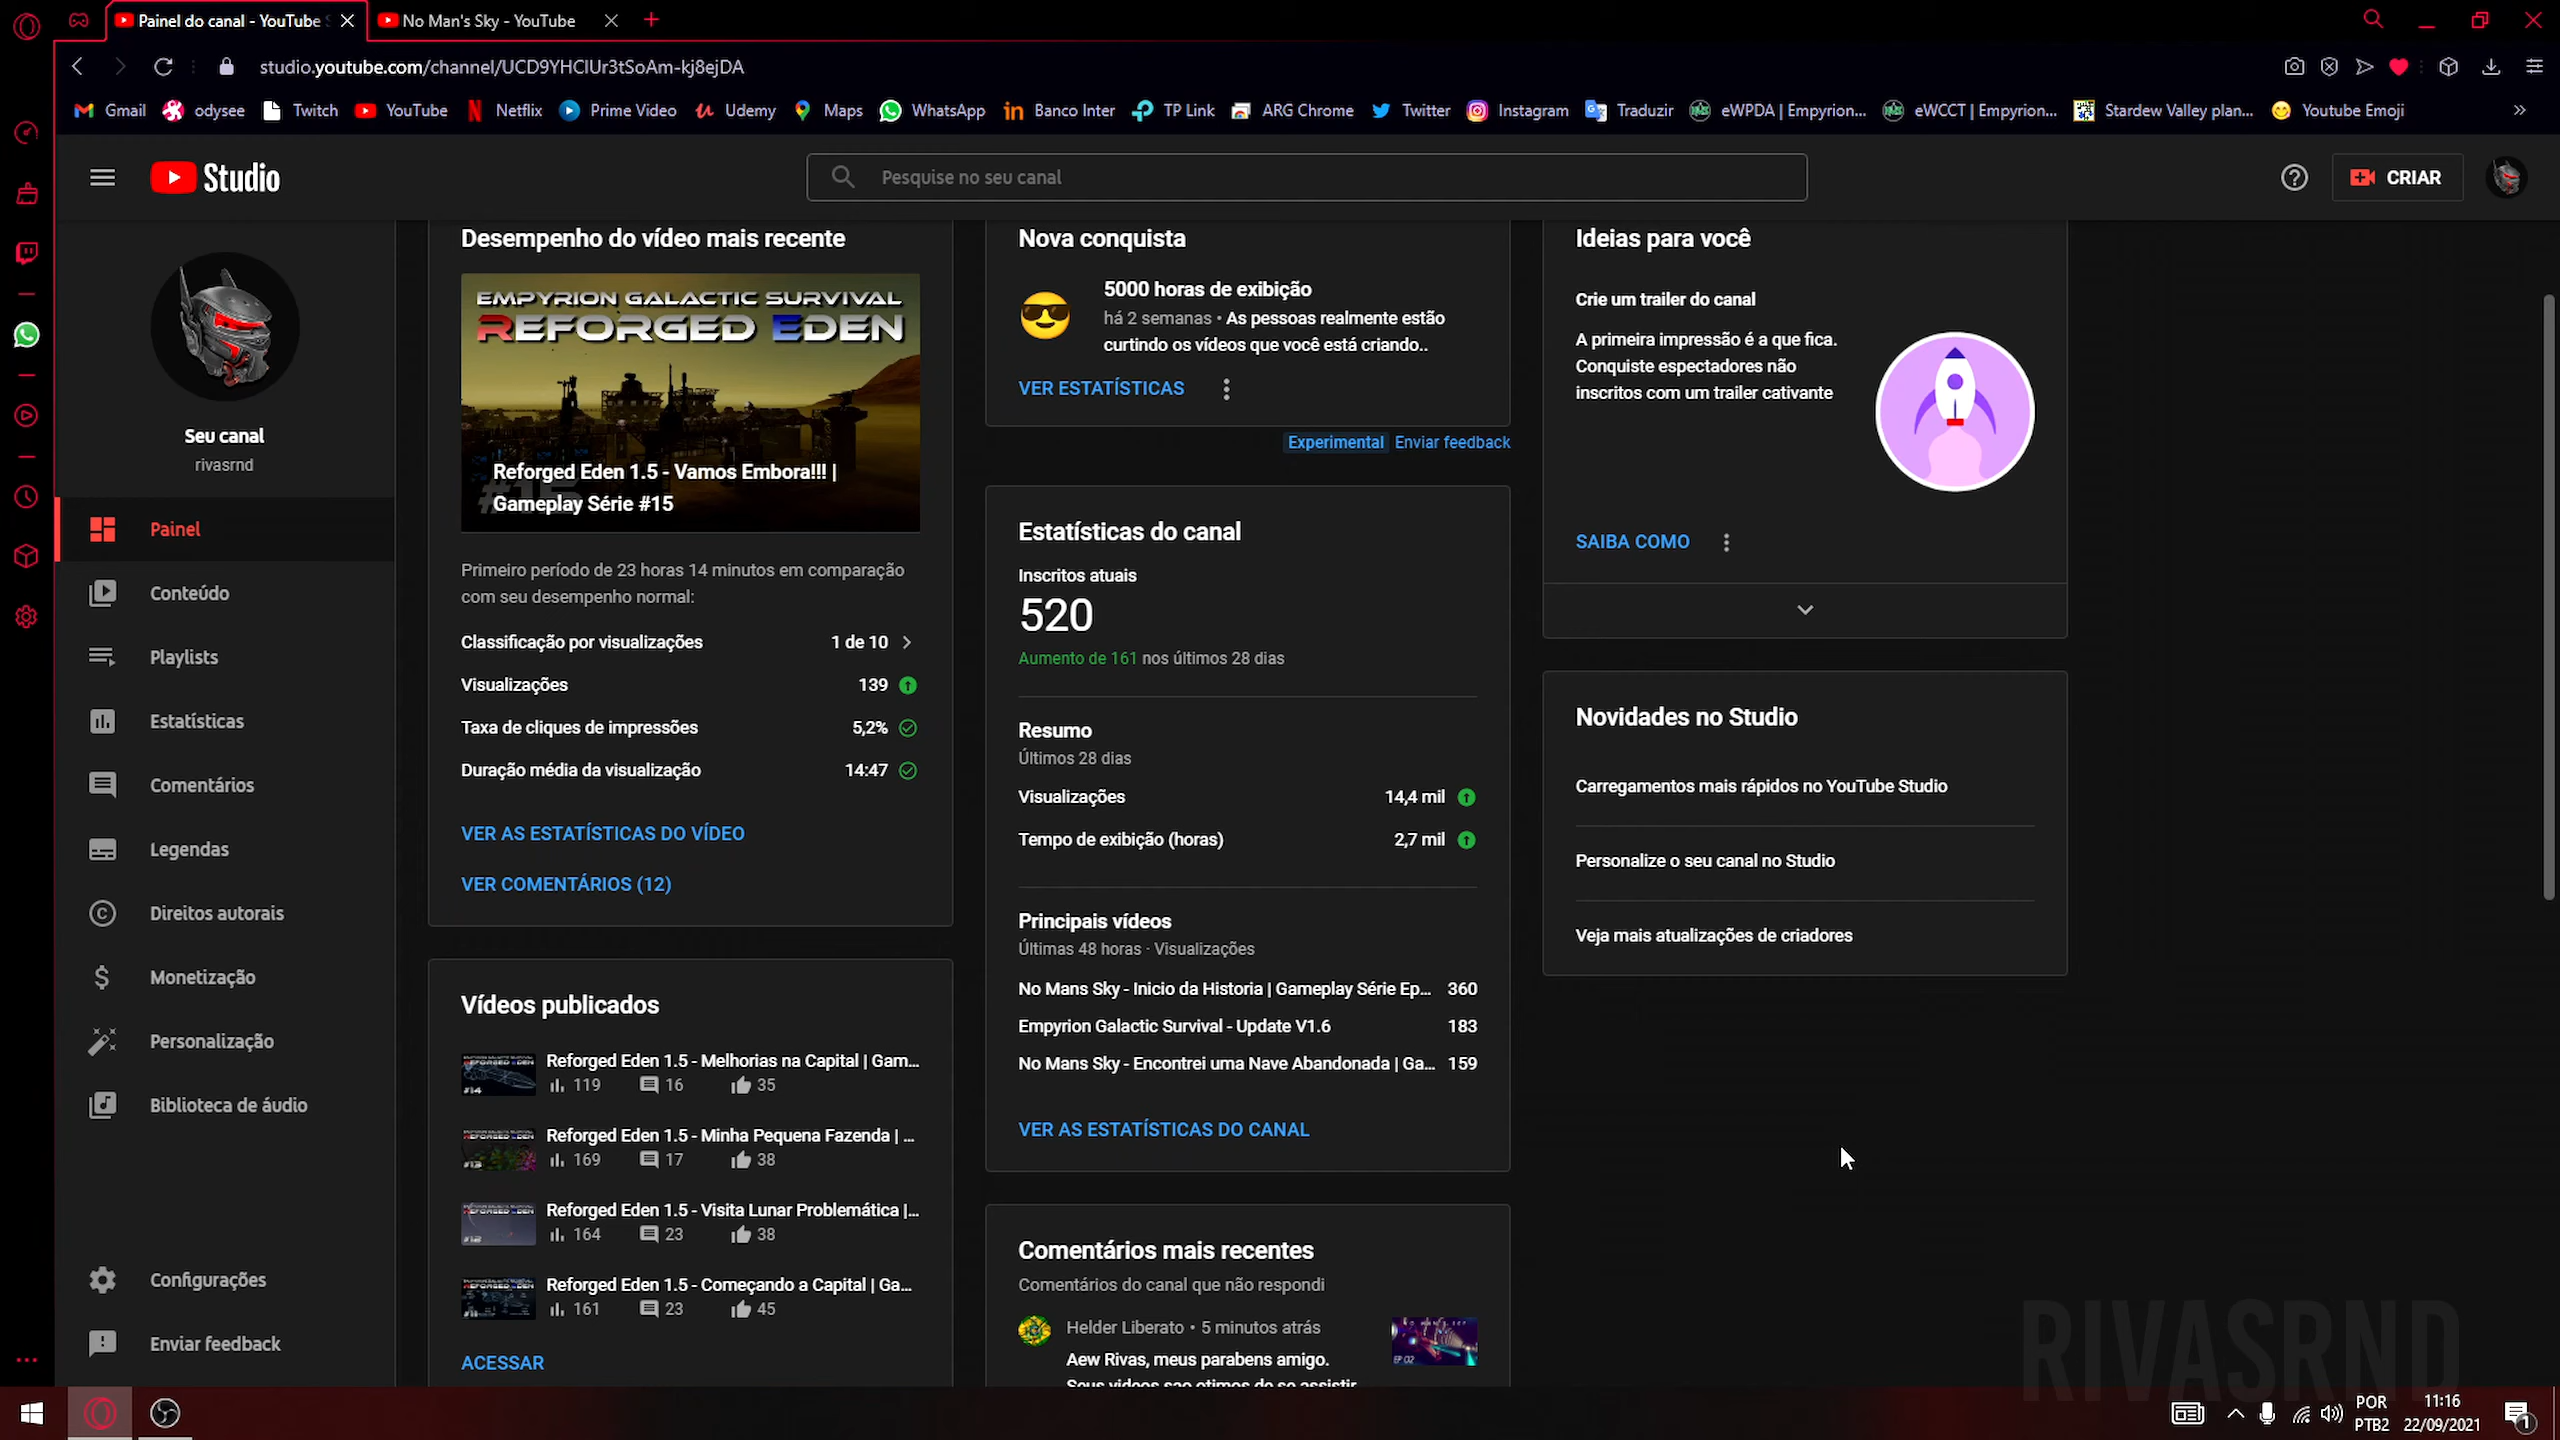 Painel do canal - YouTube S
No Man's Sky - YouTube
studio.youtube.com/channel/UCD9YHCIUr3tSoAm-kj8ejDA
Gmail odysee Twitch YouTube Netflix Prime Video Udemy Maps WhatsApp Banco Inter TP Link ARG Chrome Twitter Instagram Traduzir eWPDA | Empyrion... eWCCT | Empyrion... Stardew Valley plan... Youtube Emoji
Studio
Pesquise no seu canal
CRIAR
Seu canal
rivasrnd
Painel
Conteúdo
Playlists
Estatísticas
Comentários
Legendas
Direitos autorais
Monetização
Personalização
Biblioteca de áudio
Configurações
Enviar feedback
Desempenho do vídeo mais recente
EMPYRION GALACTIC SURVIVAL
REFORGED EDEN
#15
Reforged Eden 1.5 - Vamos Embora!!! |
Gameplay Série #15
Primeiro período de 23 horas 14 minutos em comparação
com seu desempenho normal:
Classificação por visualizações 1 de 10
Visualizações 139
Taxa de cliques de impressões 5,2%
Duração média da visualização 14:47
VER AS ESTATÍSTICAS DO VÍDEO
VER COMENTÁRIOS (12)
Vídeos publicados
Reforged Eden 1.5 - Melhorias na Capital | Gam...
#14
119 16 35
Reforged Eden 1.5 - Minha Pequena Fazenda | ...
#13
169 17 38
Reforged Eden 1.5 - Visita Lunar Problemática |...
#12
164 23 38
Reforged Eden 1.5 - Começando a Capital | Ga...
161 23 45
ACESSAR
Nova conquista
5000 horas de exibição
há 2 semanas • As pessoas realmente estão
curtindo os vídeos que você está criando..
VER ESTATÍSTICAS
Experimental Enviar feedback
Estatísticas do canal
Inscritos atuais
520
Aumento de 161 nos últimos 28 dias
Resumo
Últimos 28 dias
Visualizações 14,4 mil
Tempo de exibição (horas) 2,7 mil
Principais vídeos
Últimas 48 horas · Visualizações
No Mans Sky - Inicio da Historia | Gameplay Série Ep... 360
Empyrion Galactic Survival - Update V1.6 183
No Mans Sky - Encontrei uma Nave Abandonada | Ga... 159
VER AS ESTATÍSTICAS DO CANAL
Comentários mais recentes
Comentários do canal que não respondi
Helder Liberato • 5 minutos atrás
Aew Rivas, meus parabens amigo.
Seus videos sao otimos de se assistir
EP 02
Ideias para você
Crie um trailer do canal
A primeira impressão é a que fica.
Conquiste espectadores não
inscritos com um trailer cativante
SAIBA COMO
Novidades no Studio
Carregamentos mais rápidos no YouTube Studio
Personalize o seu canal no Studio
Veja mais atualizações de criadores
RIVASRND
POR
PTB2
11:16
22/09/2021
1